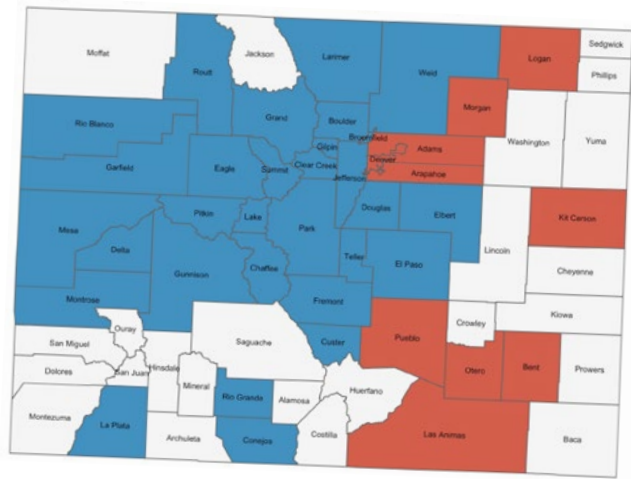 Moffat
Routt
Jackson
Larimer
Weld
Logan
Sedgwick
Phillips
Morgan
Washington
Yuma
Rio Blanco
Grand
Boulder
Broomfield
Gilpin
Adams
Denver
Arapahoe
Garfield
Eagle
Summit
Clear Creek
Jefferson
Kit Carson
Mesa
Delta
Pitkin
Lake
Park
Douglas
Elbert
Lincoln
Gunnison
Chaffee
Teller
El Paso
Cheyenne
Montrose
Fremont
Kiowa
Ouray
Saguache
Custer
Pueblo
Crowley
San Miguel
Dolores
San Juan
Hinsdale
Mineral
Rio Grande
Alamosa
Huerfano
Otero
Bent
Prowers
Montezuma
La Plata
Archuleta
Conejos
Costilla
Las Animas
Baca